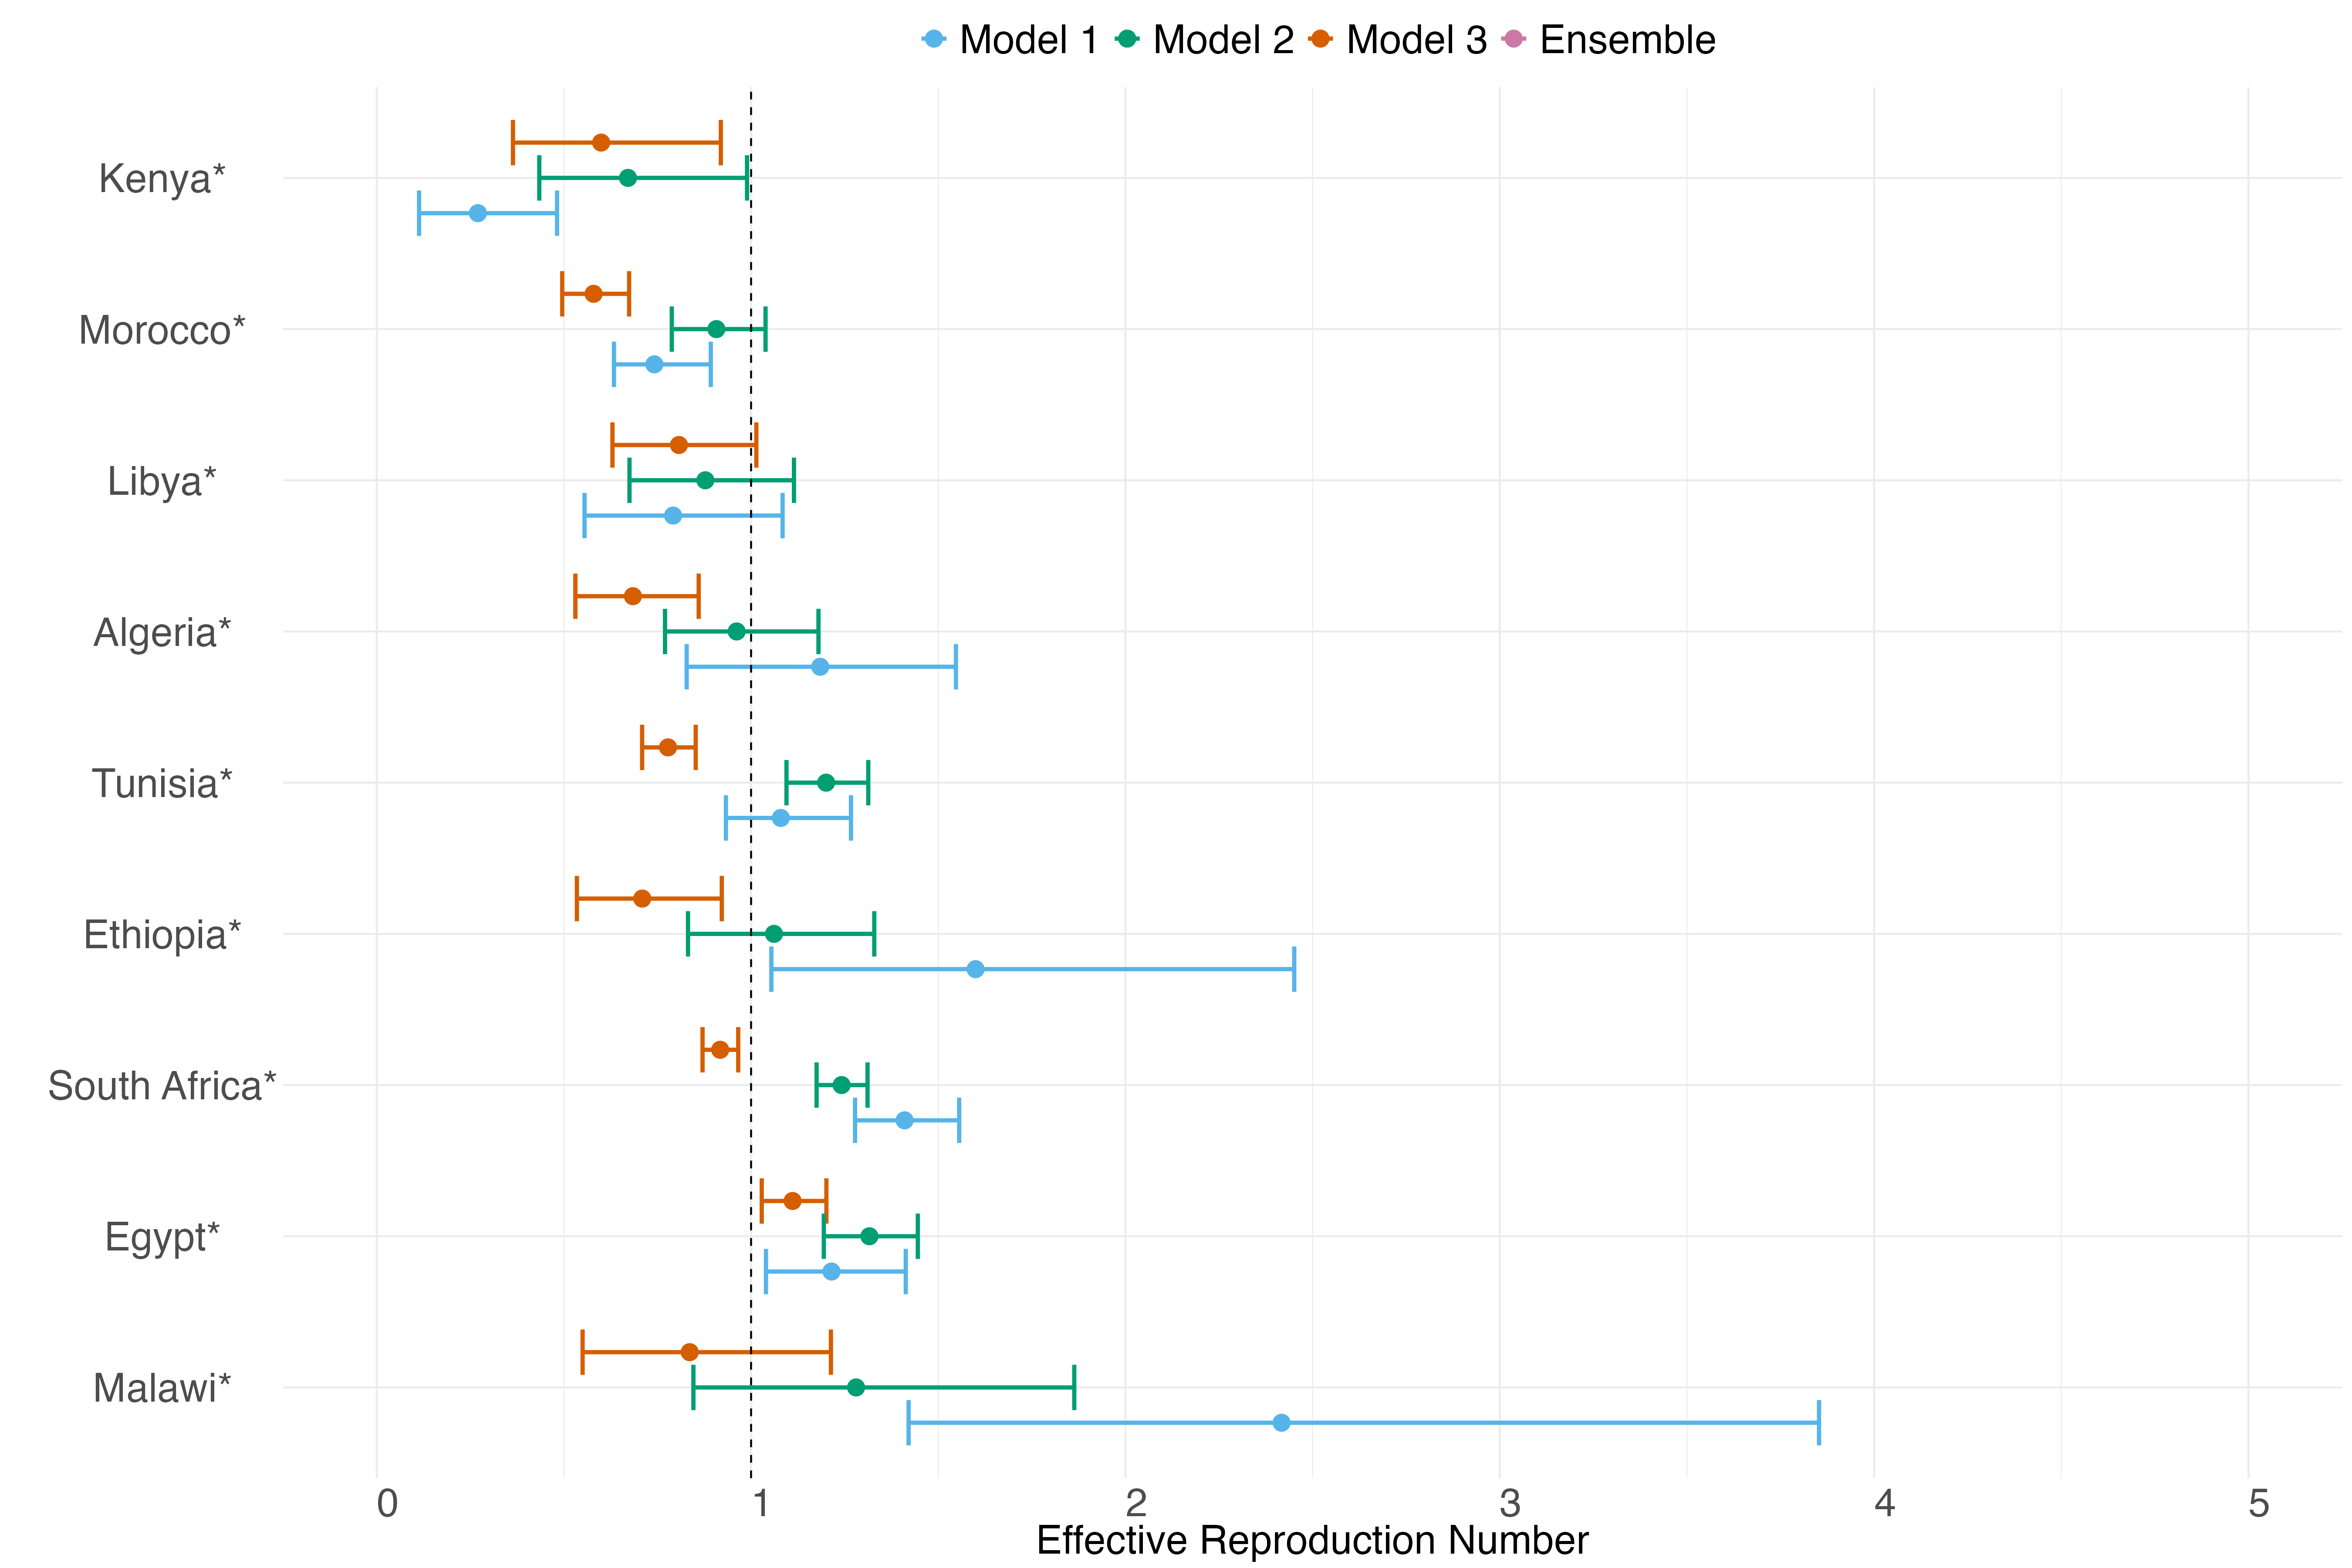 Model 1 Model 2 Model 3 Ensemble
Kenya*
Morocco*
Libya*
Algeria*
Tunisia*
Ethiopia*
South Africa*
Egypt*
Malawi*
0 1 2 3 4 5
Effective Reproduction Number